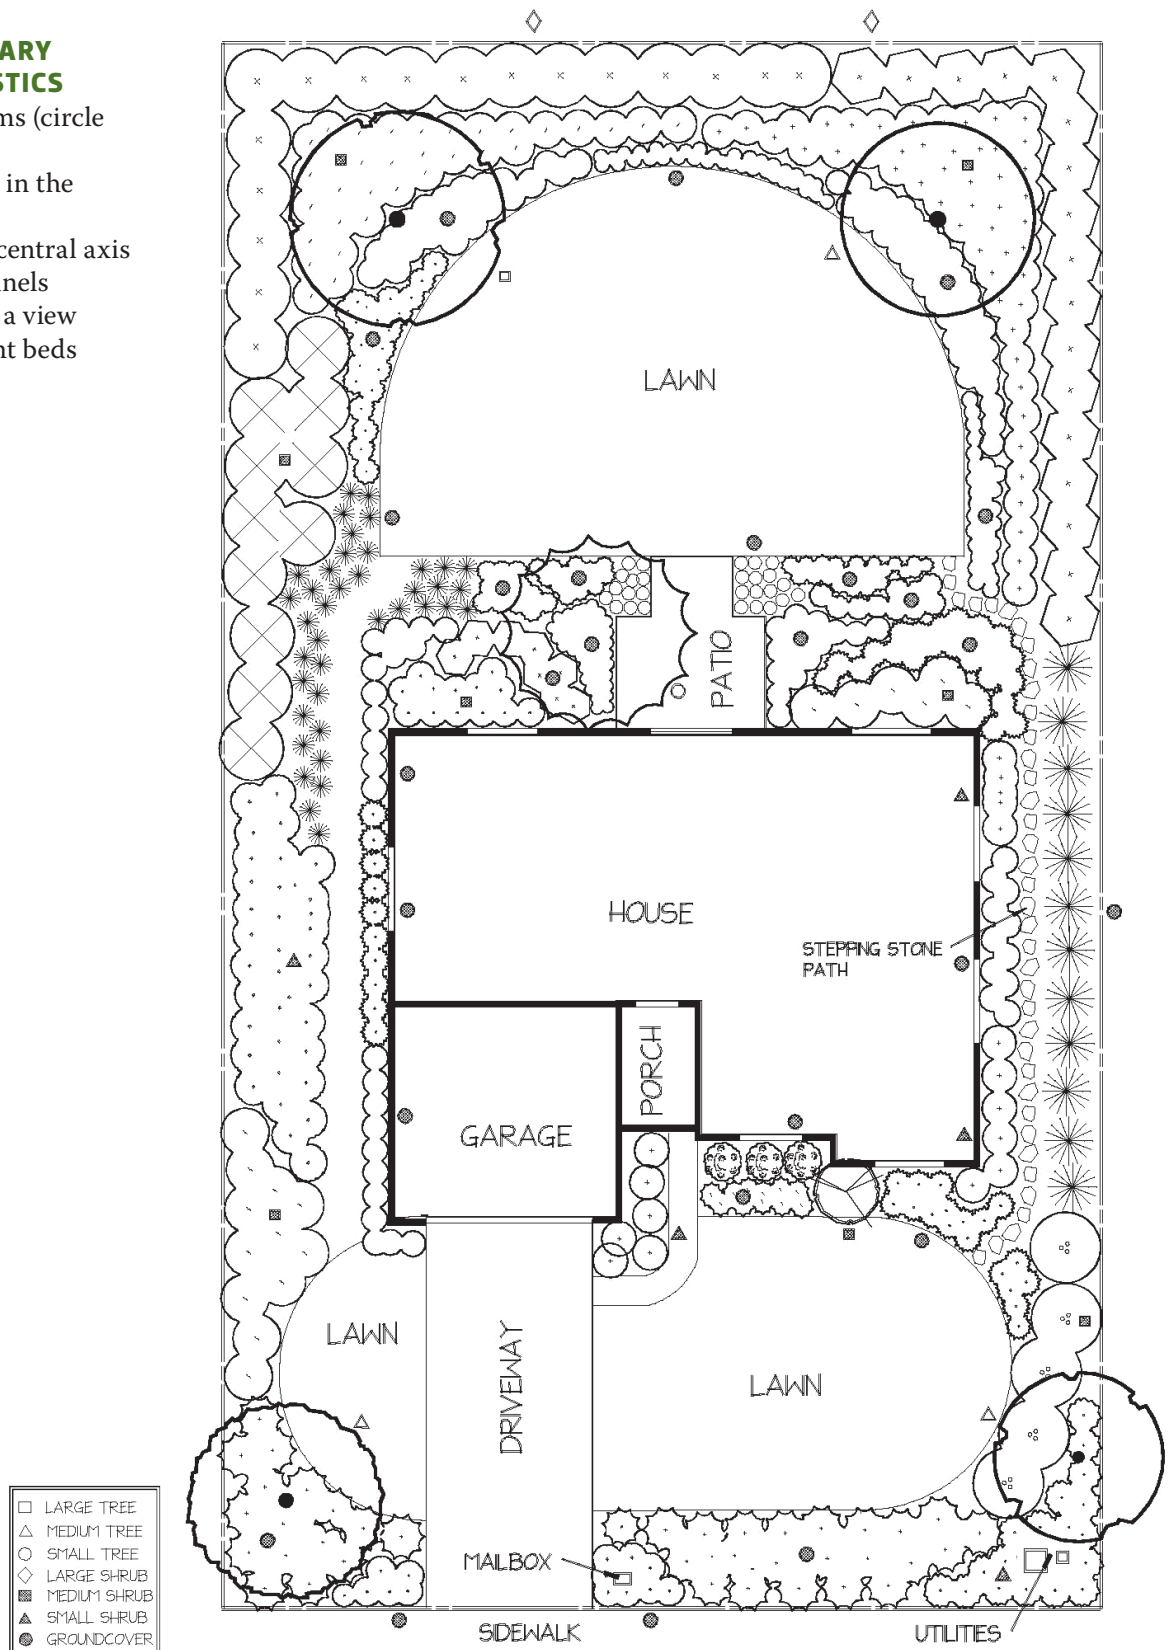 ARY
STICS
ms (circle
in the
central axis
nels
a view
nt beds
LAWN
PATIO
HOUSE
STEPPING STONE
PATH
PORCH
GARAGE
LAWN
DRIVEWAY
LAWN
MAILBOX
SIDEWALK
UTILITIES
LARGE TREE
MEDIUM TREE
SMALL TREE
LARGE SHRUB
MEDIUM SHRUB
SMALL SHRUB
GROUNDCOVER